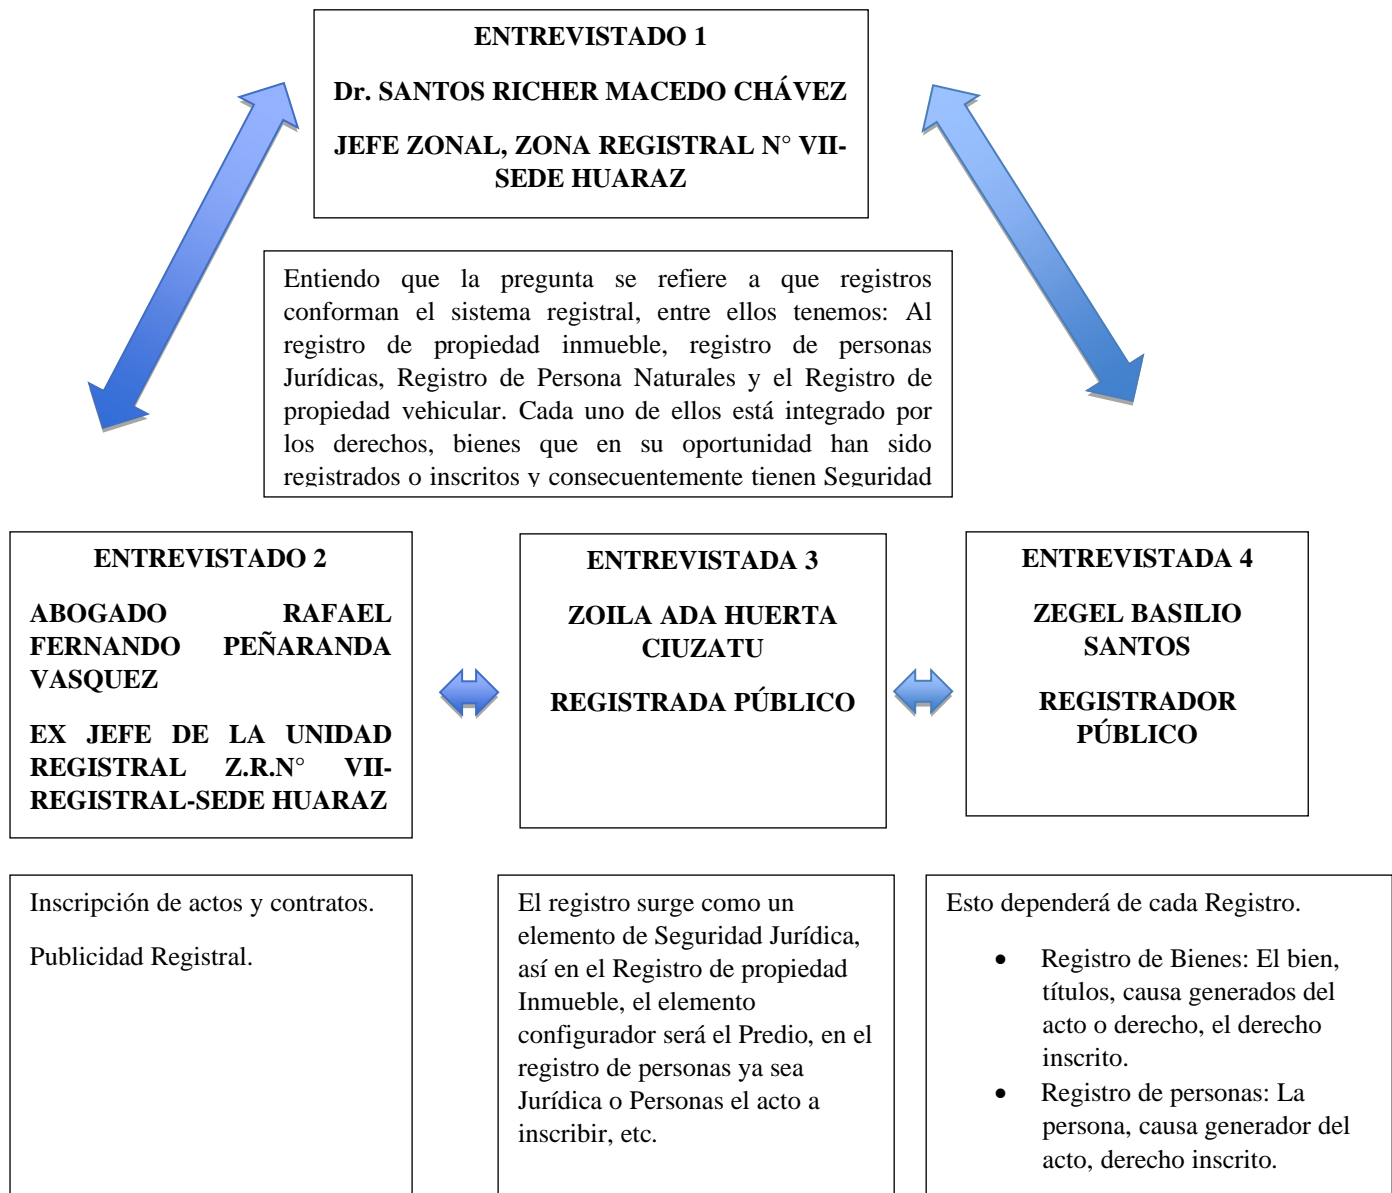 ENTREVISTADO 1
Dr. SANTOS RICHER MACEDO CHÁVEZ
JEFE ZONAL, ZONA REGISTRAL N° VII-
SEDE HUARAZ
Entiendo que la pregunta se refiere a que registros
conforman el sistema registral, entre ellos tenemos: Al
registro de propiedad inmueble, registro de personas
Jurídicas, Registro de Persona Naturales y el Registro de
propiedad vehicular. Cada uno de ellos está integrado por
los derechos, bienes que en su oportunidad han sido
registrados o inscritos y consecuentemente tienen Seguridad
ENTREVISTADO 2
ABOGADO RAFAEL
FERNANDO PEÑARANDA
VASQUEZ
EX JEFE DE LA UNIDAD
REGISTRAL Z.R.N° VII-
REGISTRAL-SEDE HUARAZ
ENTREVISTADA 3
ZOILA ADA HUERTA
CIUZATU
REGISTRADA PÚBLICO
ENTREVISTADA 4
ZEGEL BASILIO
SANTOS
REGISTRADOR
PÚBLICO
Inscripción de actos y contratos.
Publicidad Registral.
El registro surge como un
elemento de Seguridad Jurídica,
así en el Registro de propiedad
Inmueble, el elemento
configurador será el Predio, en el
registro de personas ya sea
Jurídica o Personas el acto a
inscribir, etc.
Esto dependerá de cada Registro.
• Registro de Bienes: El bien,
títulos, causa generados del
acto o derecho, el derecho
inscrito.
• Registro de personas: La
persona, causa generador del
acto, derecho inscrito.